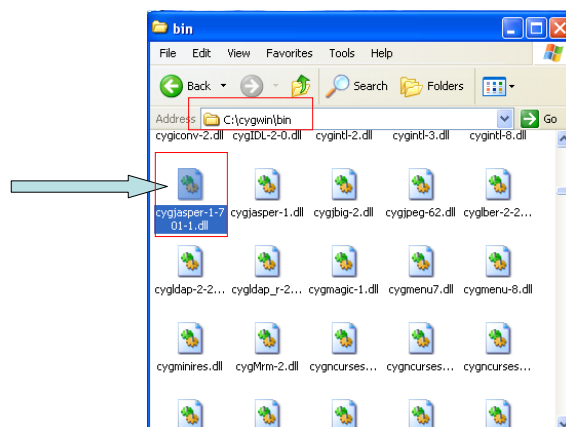 bin
File Edit View Favorites Tools Help
Back Search Folders
Address C:\cygwin\bin Go
cygiconv-2.dll cygIDL-2-0.dll cygintl-2.dll cygintl-3.dll cygintl-8.dll
cygjasper-1-7 cygjasper-1.dll cygjbig-2.dll cygjpeg-62.dll cyglber-2-2...
01-1.dll
cygldap-2-2... cygldap_r-2... cygmagic-1.dll cygmenu7.dll cygmenu-8.dll
cygminires.dll cygMrm-2.dll cygncurses... cygncurses... cygncurses...